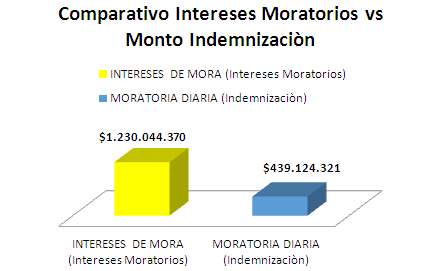 Comparativo Intereses Moratorios vs
Monto Indemnizaciòn
INTERESES DE MORA (Intereses Moratorios)
MORATORIA DIARIA (Indemnizaciòn)
$1.230.044.370
$439.124.321
INTERESES DE MORA
(Intereses Moratorios)
MORATORIA DIARIA
(Indemnizaciòn)